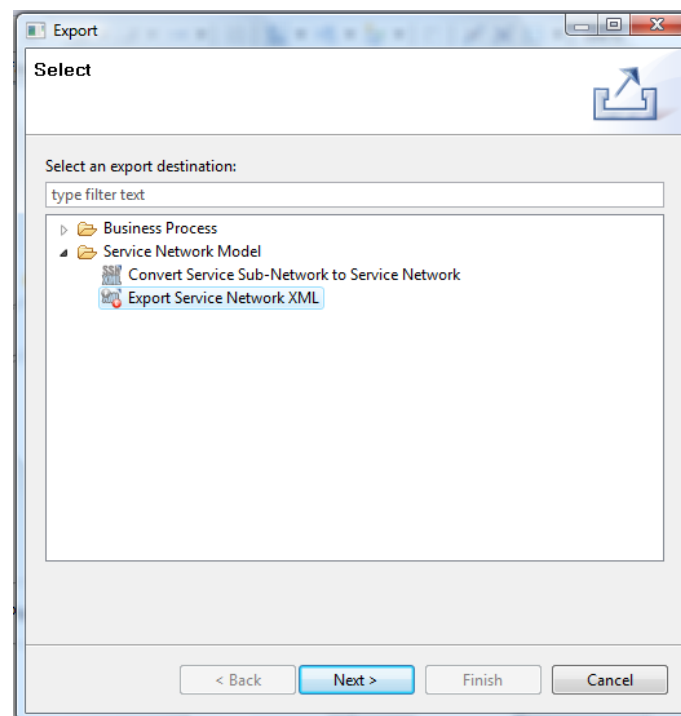 Export
Select
Select an export destination:
type filter text
Business Process
Service Network Model
Convert Service Sub-Network to Service Network
Export Service Network XML
< Back
Next >
Finish
Cancel